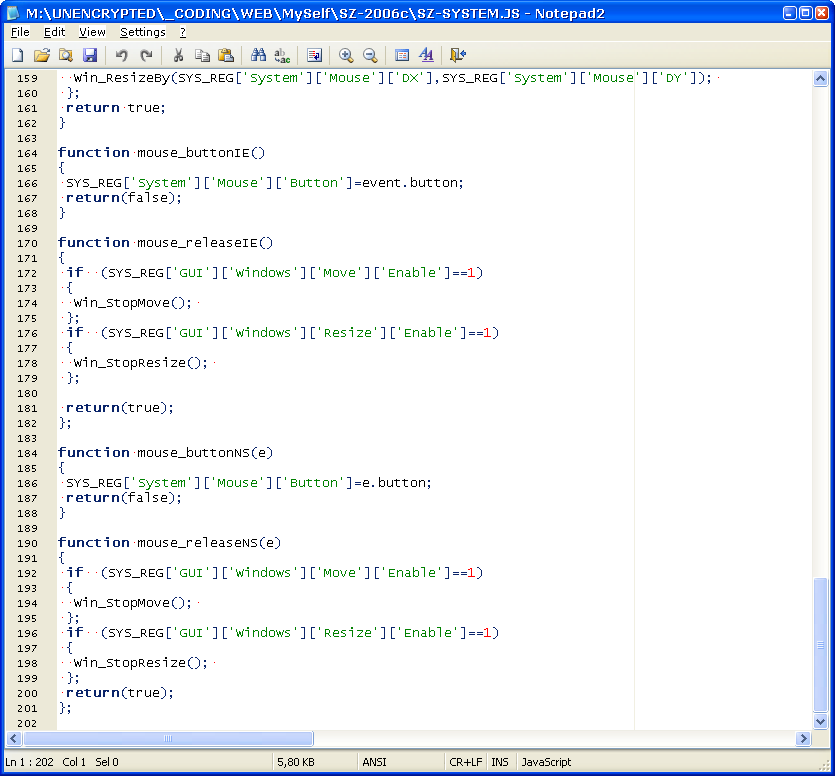 M:\UNENCRYPTED\_CODING\WEB\MySelf\SZ-2006c\SZ-SYSTEM.JS - Notepad2
File Edit View Settings ?
159 Win_ResizeBy(SYS_REG['System']['Mouse']['DX'],SYS_REG['System']['Mouse']['DY']);
160 };
161 return true;
162 }
163
164 function mouse_buttonIE()
165 {
166 SYS_REG['System']['Mouse']['Button']=event.button;
167 return(false);
168 }
169
170 function mouse_releaseIE()
171 {
172 if (SYS_REG['GUI']['Windows']['Move']['Enable']==1)
173 {
174 Win_StopMove();
175 };
176 if (SYS_REG['GUI']['Windows']['Resize']['Enable']==1)
177 {
178 Win_StopResize();
179 };
180
181 return(true);
182 };
183
184 function mouse_buttonNS(e)
185 {
186 SYS_REG['System']['Mouse']['Button']=e.button;
187 return(false);
188 }
189
190 function mouse_releaseNS(e)
191 {
192 if (SYS_REG['GUI']['Windows']['Move']['Enable']==1)
193 {
194 Win_StopMove();
195 };
196 if (SYS_REG['GUI']['Windows']['Resize']['Enable']==1)
197 {
198 Win_StopResize();
199 };
200 return(true);
201 };
202
Ln 1 : 202 Col 1 Sel 0 5,80 KB ANSI CR+LF INS JavaScript